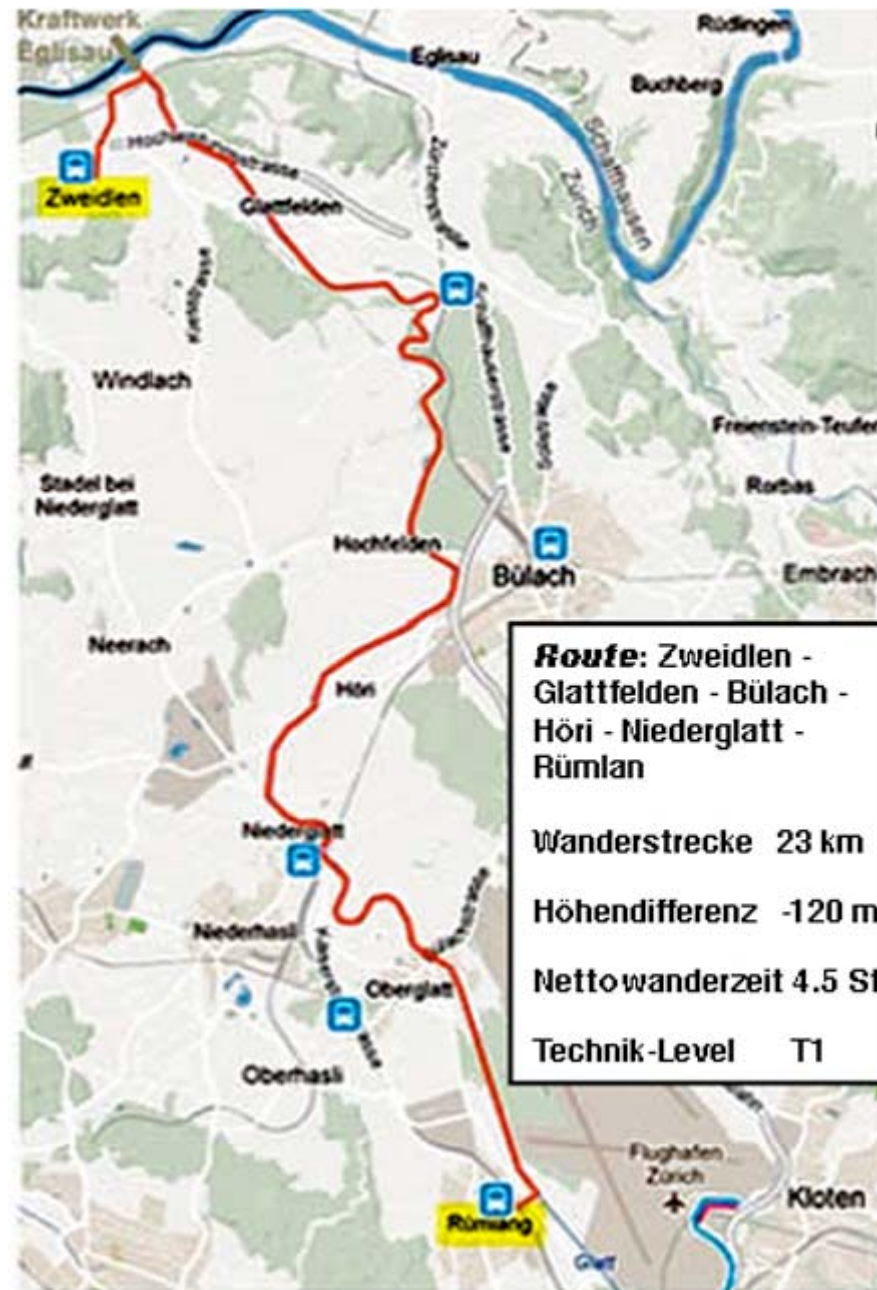 Kraftwerk
Eglisau
Eglisau
Rüdlingen
Buchberg
Schaffhausen
Zürich
Zweidlen
Glattfelden
Schaffhauserstrasse
Windlach
Stadel bei
Niederglatt
Freienstein-Teufen
Rorbas
Hochfelden
Bülach
Embrach
Neerach
Höri
Route: Zweidlen -
Glattfelden - Bülach -
Höri - Niederglatt -
Rümlan
Wanderstrecke 23 km
Höhendifferenz -120 m
Nettowanderzeit 4.5 St
Technik-Level T1
Niederglatt
Niederhasli
Oberglatt
Oberhasli
Flughafen
Zürich
Kloten
Rümlang
Glatt